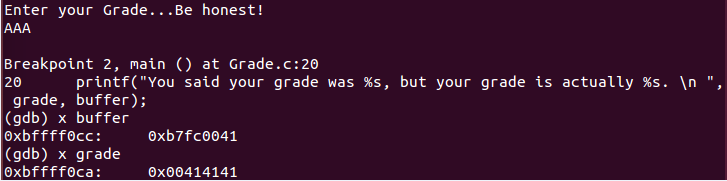 Enter your Grade...Be honest!
AAA
Breakpoint 2, main () at Grade.c:20
20      printf("You said your grade was %s, but your grade is actually %s. \n ",
 grade, buffer);
(gdb) x buffer
0xbffff0cc:     0xb7fc0041
(gdb) x grade
0xbffff0ca:     0x00414141